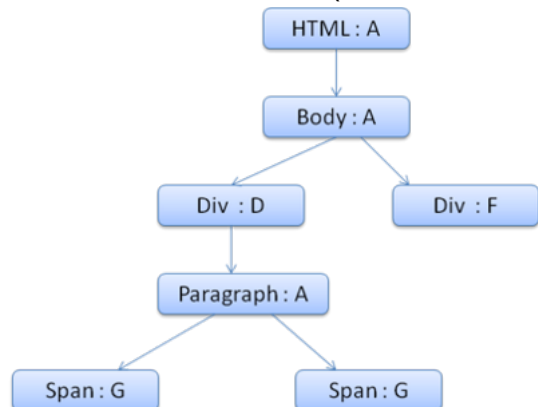 HTML : A
Body : A
Div : D
Div : F
Paragraph : A
Span : G
Span : G